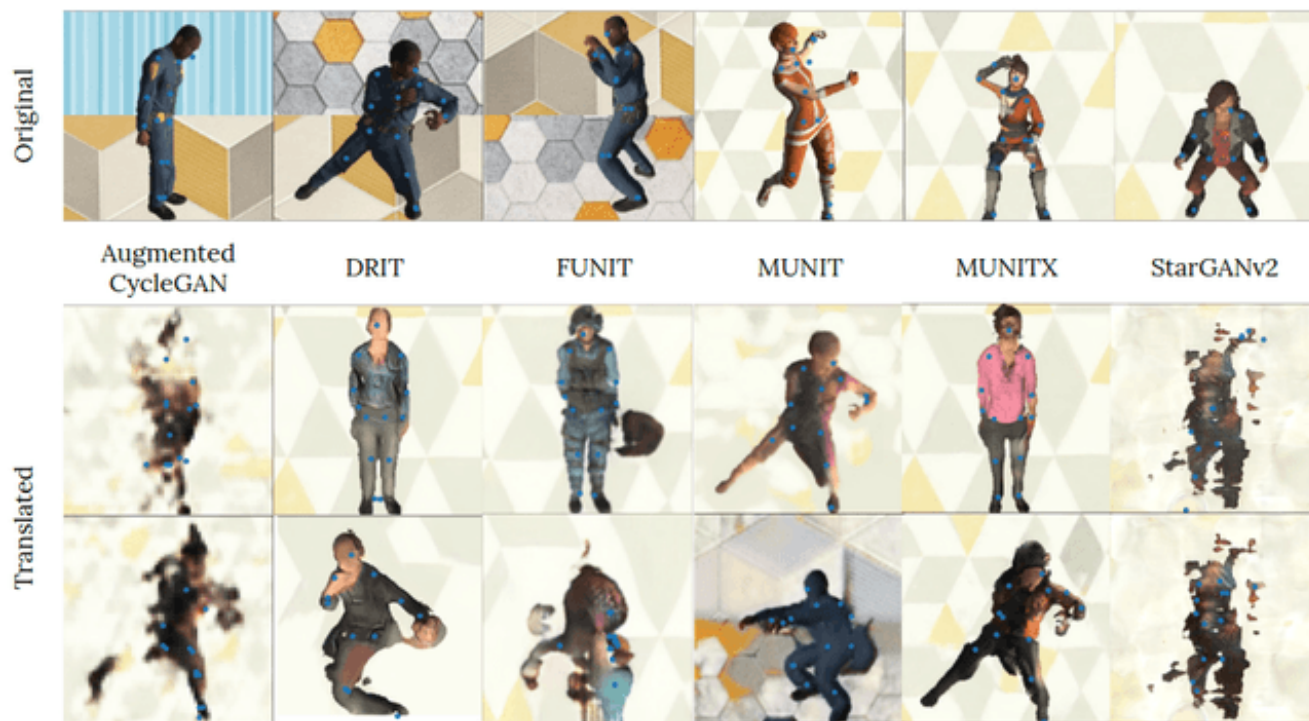 Original
Augmented
CycleGAN
DRIT
FUNIT
MUNIT
MUNITX
StarGANv2
Translated